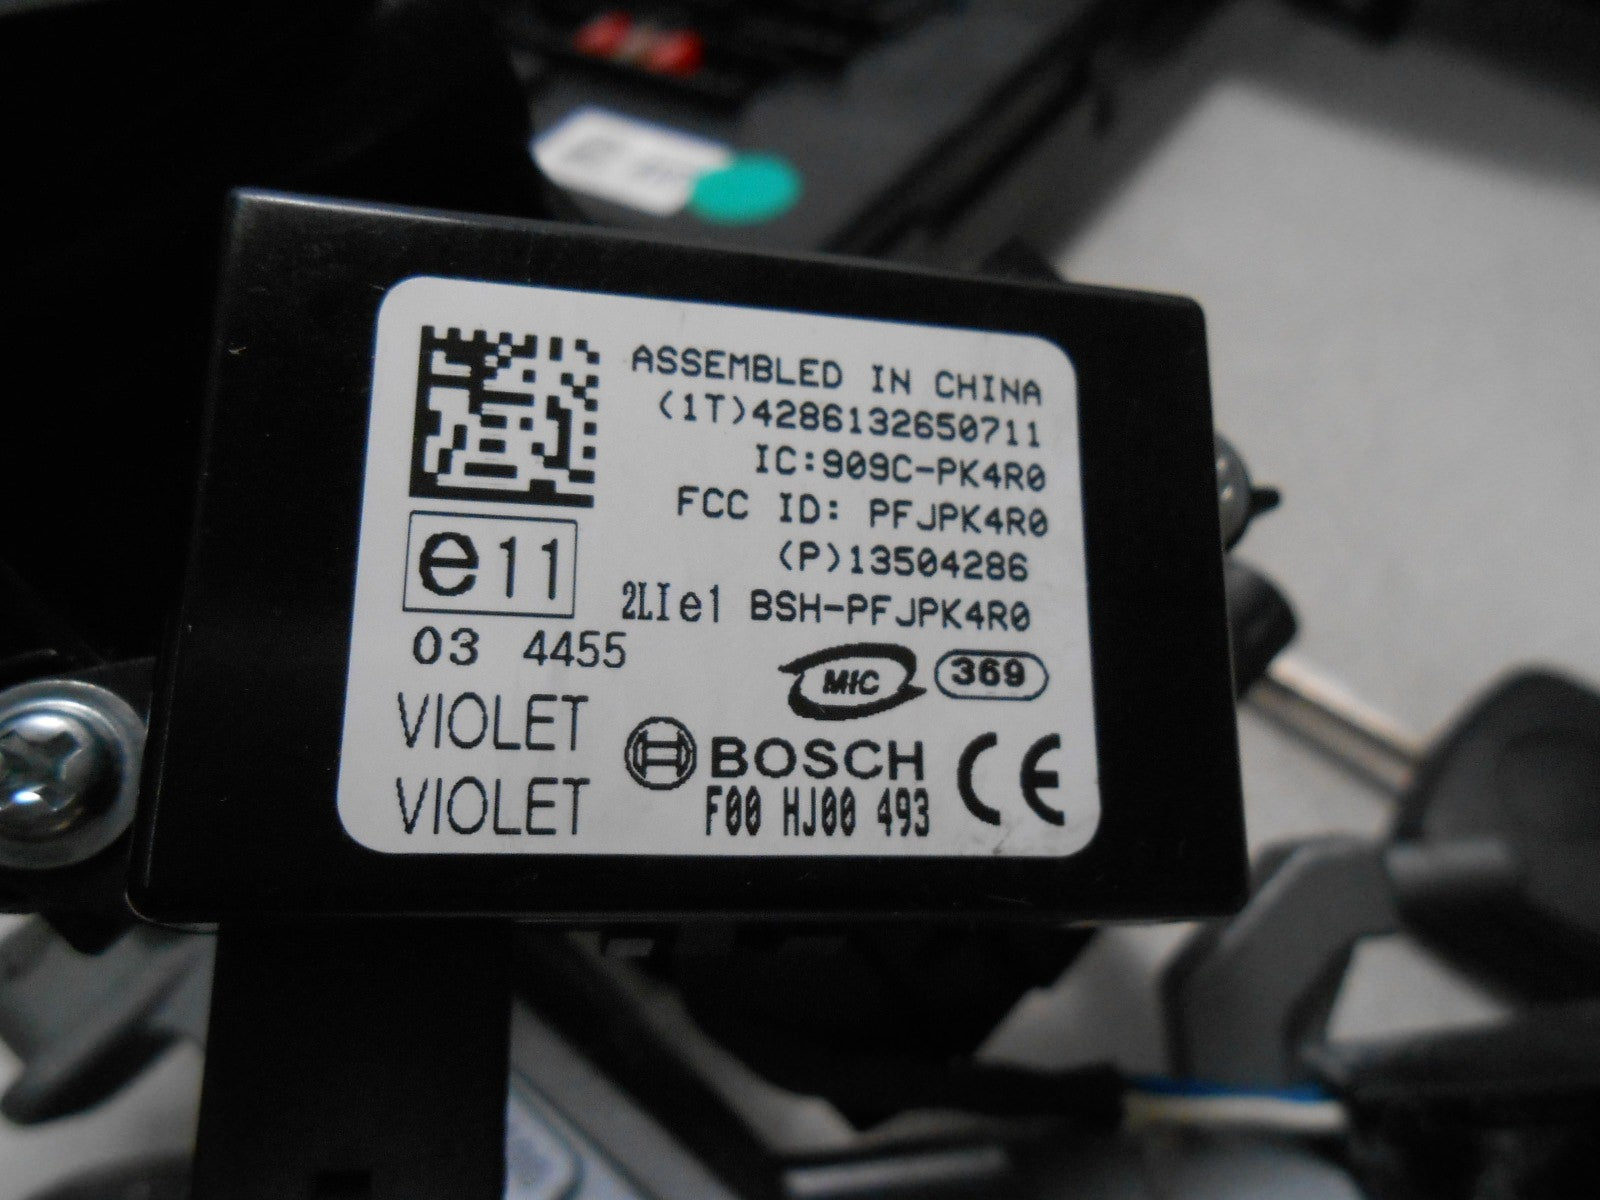 ASSEMBLED IN CHINA
(1T)4286132650711
IC:909C-PK4R0
FCC ID: PFJPK4R0
(P)13504286
2LIe1 BSH-PFJPK4R0
e11
03 4455
MIC 369
VIOLET
VIOLET
BOSCH CE
F00 HJ00 493